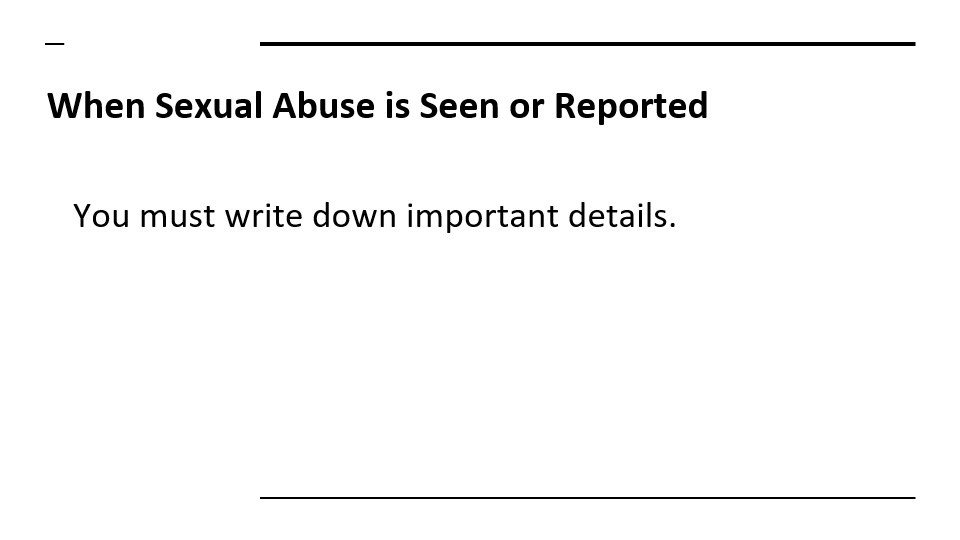 When Sexual Abuse is Seen or Reported
You must write down important details.